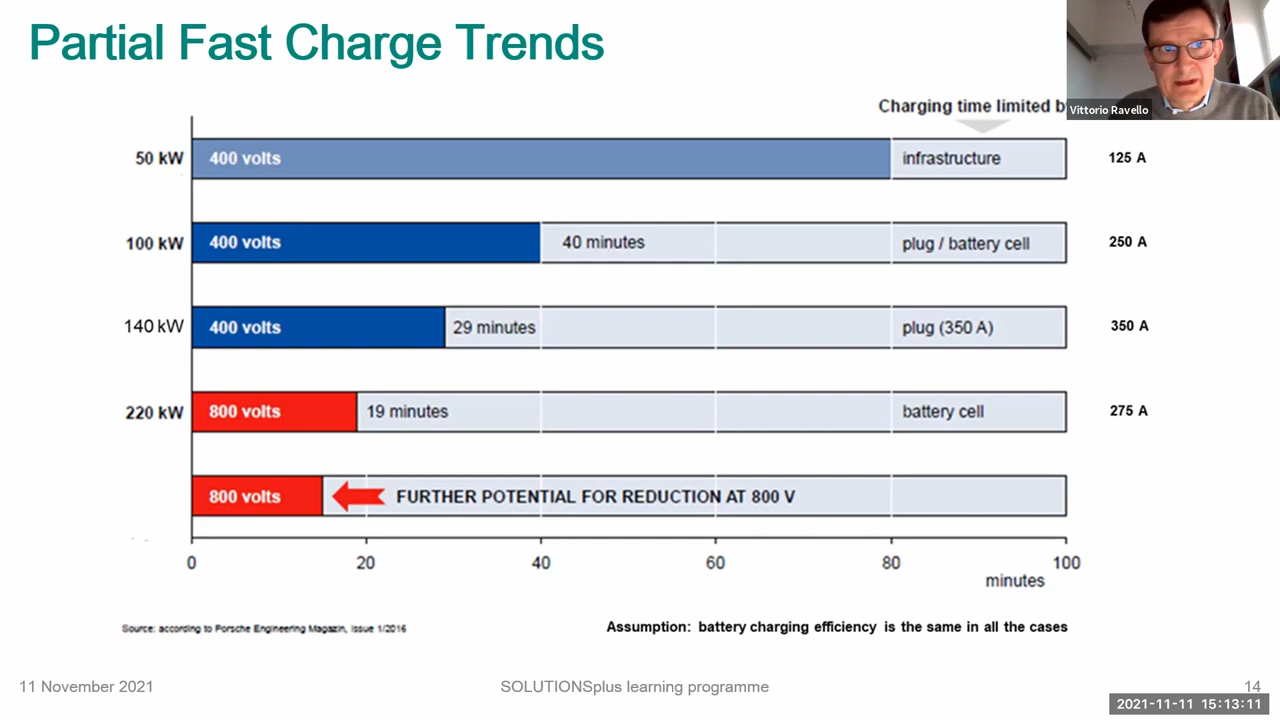 Partial Fast Charge Trends
Vittorio Ravello
Charging time limited b
50 kW 400 volts infrastructure 125 A
100 kW 400 volts 40 minutes plug / battery cell 250 A
140 kW 400 volts 29 minutes plug (350 A) 350 A
220 kW 800 volts 19 minutes battery cell 275 A
800 volts FURTHER POTENTIAL FOR REDUCTION AT 800 V
0 20 40 60 80 100
minutes
Source: according to Porsche Engineering Magazin, issue 1/2016
Assumption: battery charging efficiency is the same in all the cases
11 November 2021 SOLUTIONSplus learning programme 14
2021-11-11 15:13:11